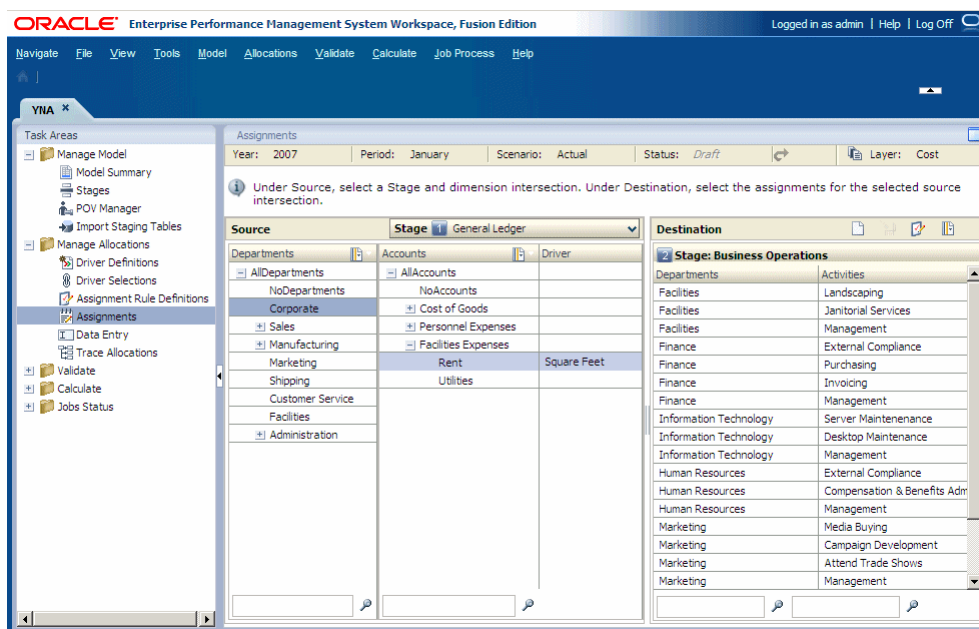 ORACLE Enterprise Performance Management System Workspace, Fusion Edition
Logged in as admin | Help | Log Off
Navigate File View Tools Model Allocations Validate Calculate Job Process Help
YNA
Task Areas
Manage Model
Model Summary
Stages
POV Manager
Import Staging Tables
Manage Allocations
Driver Definitions
Driver Selections
Assignment Rule Definitions
Assignments
Data Entry
Trace Allocations
Validate
Calculate
Jobs Status
Assignments
Year: 2007 Period: January Scenario: Actual Status: Draft Layer: Cost
Under Source, select a Stage and dimension intersection. Under Destination, select the assignments for the selected source
intersection.
Source Stage 1 General Ledger
Departments Accounts Driver
AllDepartments AllAccounts
NoDepartments NoAccounts
Corporate Cost of Goods
Sales Personnel Expenses
Manufacturing Facilities Expenses
Marketing Rent Square Feet
Shipping Utilities
Customer Service
Facilities
Administration
Destination
2 Stage: Business Operations
Departments Activities
Facilities Landscaping
Facilities Janitorial Services
Facilities Management
Finance External Compliance
Finance Purchasing
Finance Invoicing
Finance Management
Information Technology Server Maintenenance
Information Technology Desktop Maintenance
Information Technology Management
Human Resources External Compliance
Human Resources Compensation & Benefits Adm
Human Resources Management
Marketing Media Buying
Marketing Campaign Development
Marketing Attend Trade Shows
Marketing Management